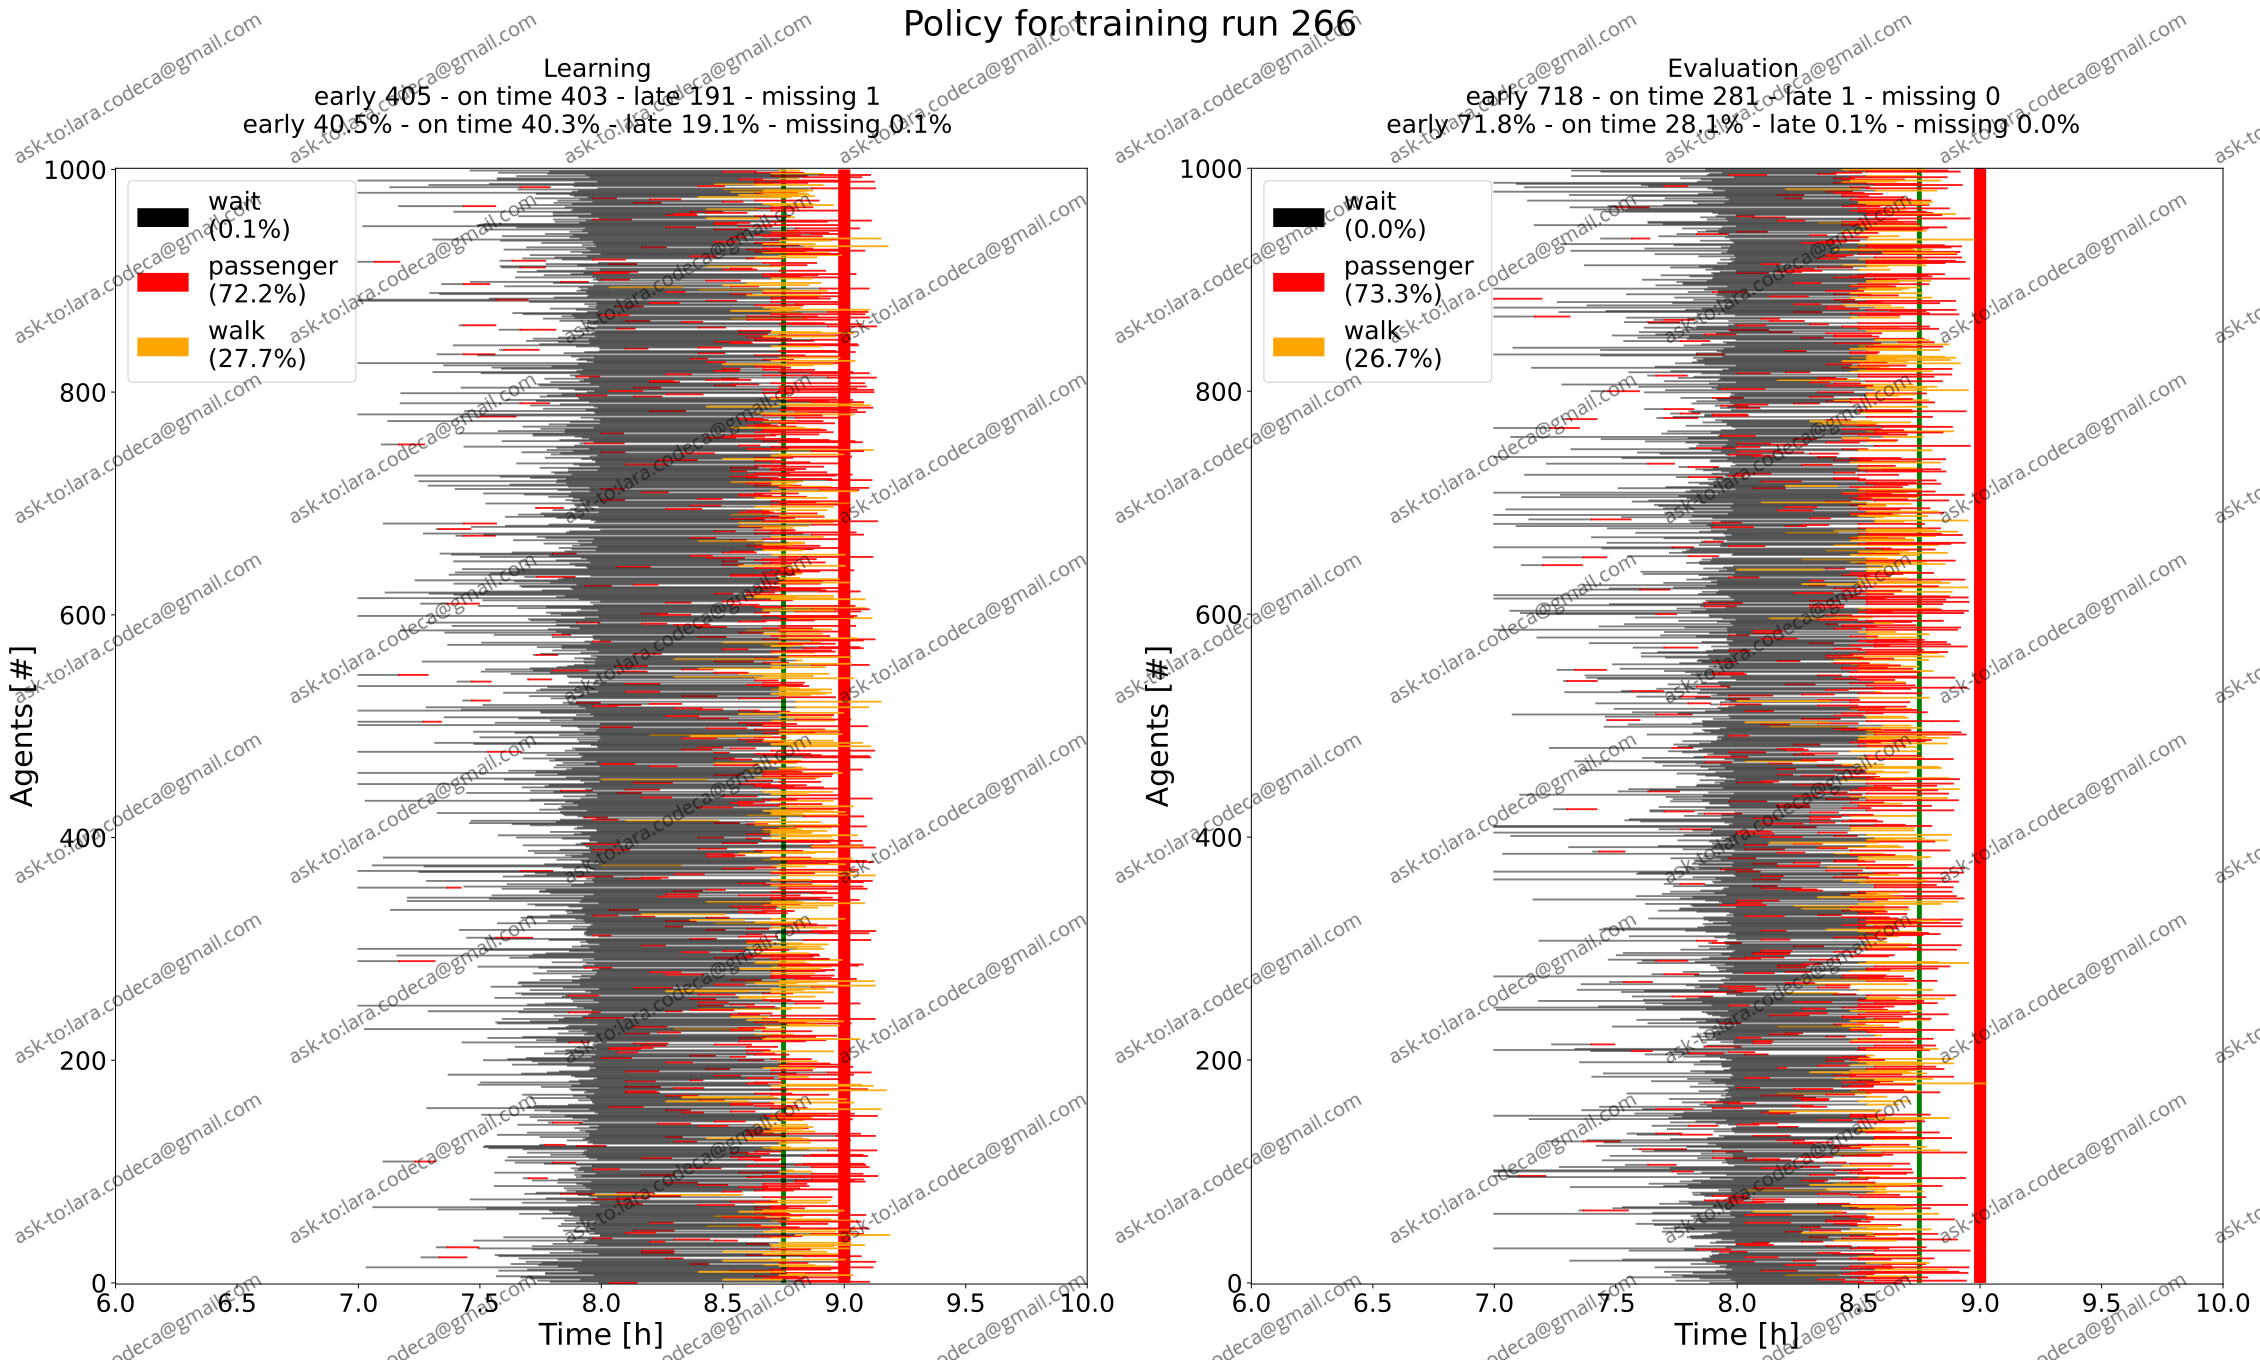 Policy for training run 266
Learning
early 405 - on time 403 - late 191 - missing 1
early 40.5% - on time 40.3% - late 19.1% - missing 0.1%
1000
800
600
400
200
0
Agents [#]
wait
(0.1%)
passenger
(72.2%)
walk
(27.7%)
6.0 6.5 7.0 7.5 8.0 8.5 9.0 9.5 10.0
Time [h]
Evaluation
early 718 - on time 281 - late 1 - missing 0
early 71.8% - on time 28.1% - late 0.1% - missing 0.0%
1000
800
600
400
200
0
Agents [#]
wait
(0.0%)
passenger
(73.3%)
walk
(26.7%)
6.0 6.5 7.0 7.5 8.0 8.5 9.0 9.5 10.0
Time [h]
ask-to:lara.codeca@gmail.com